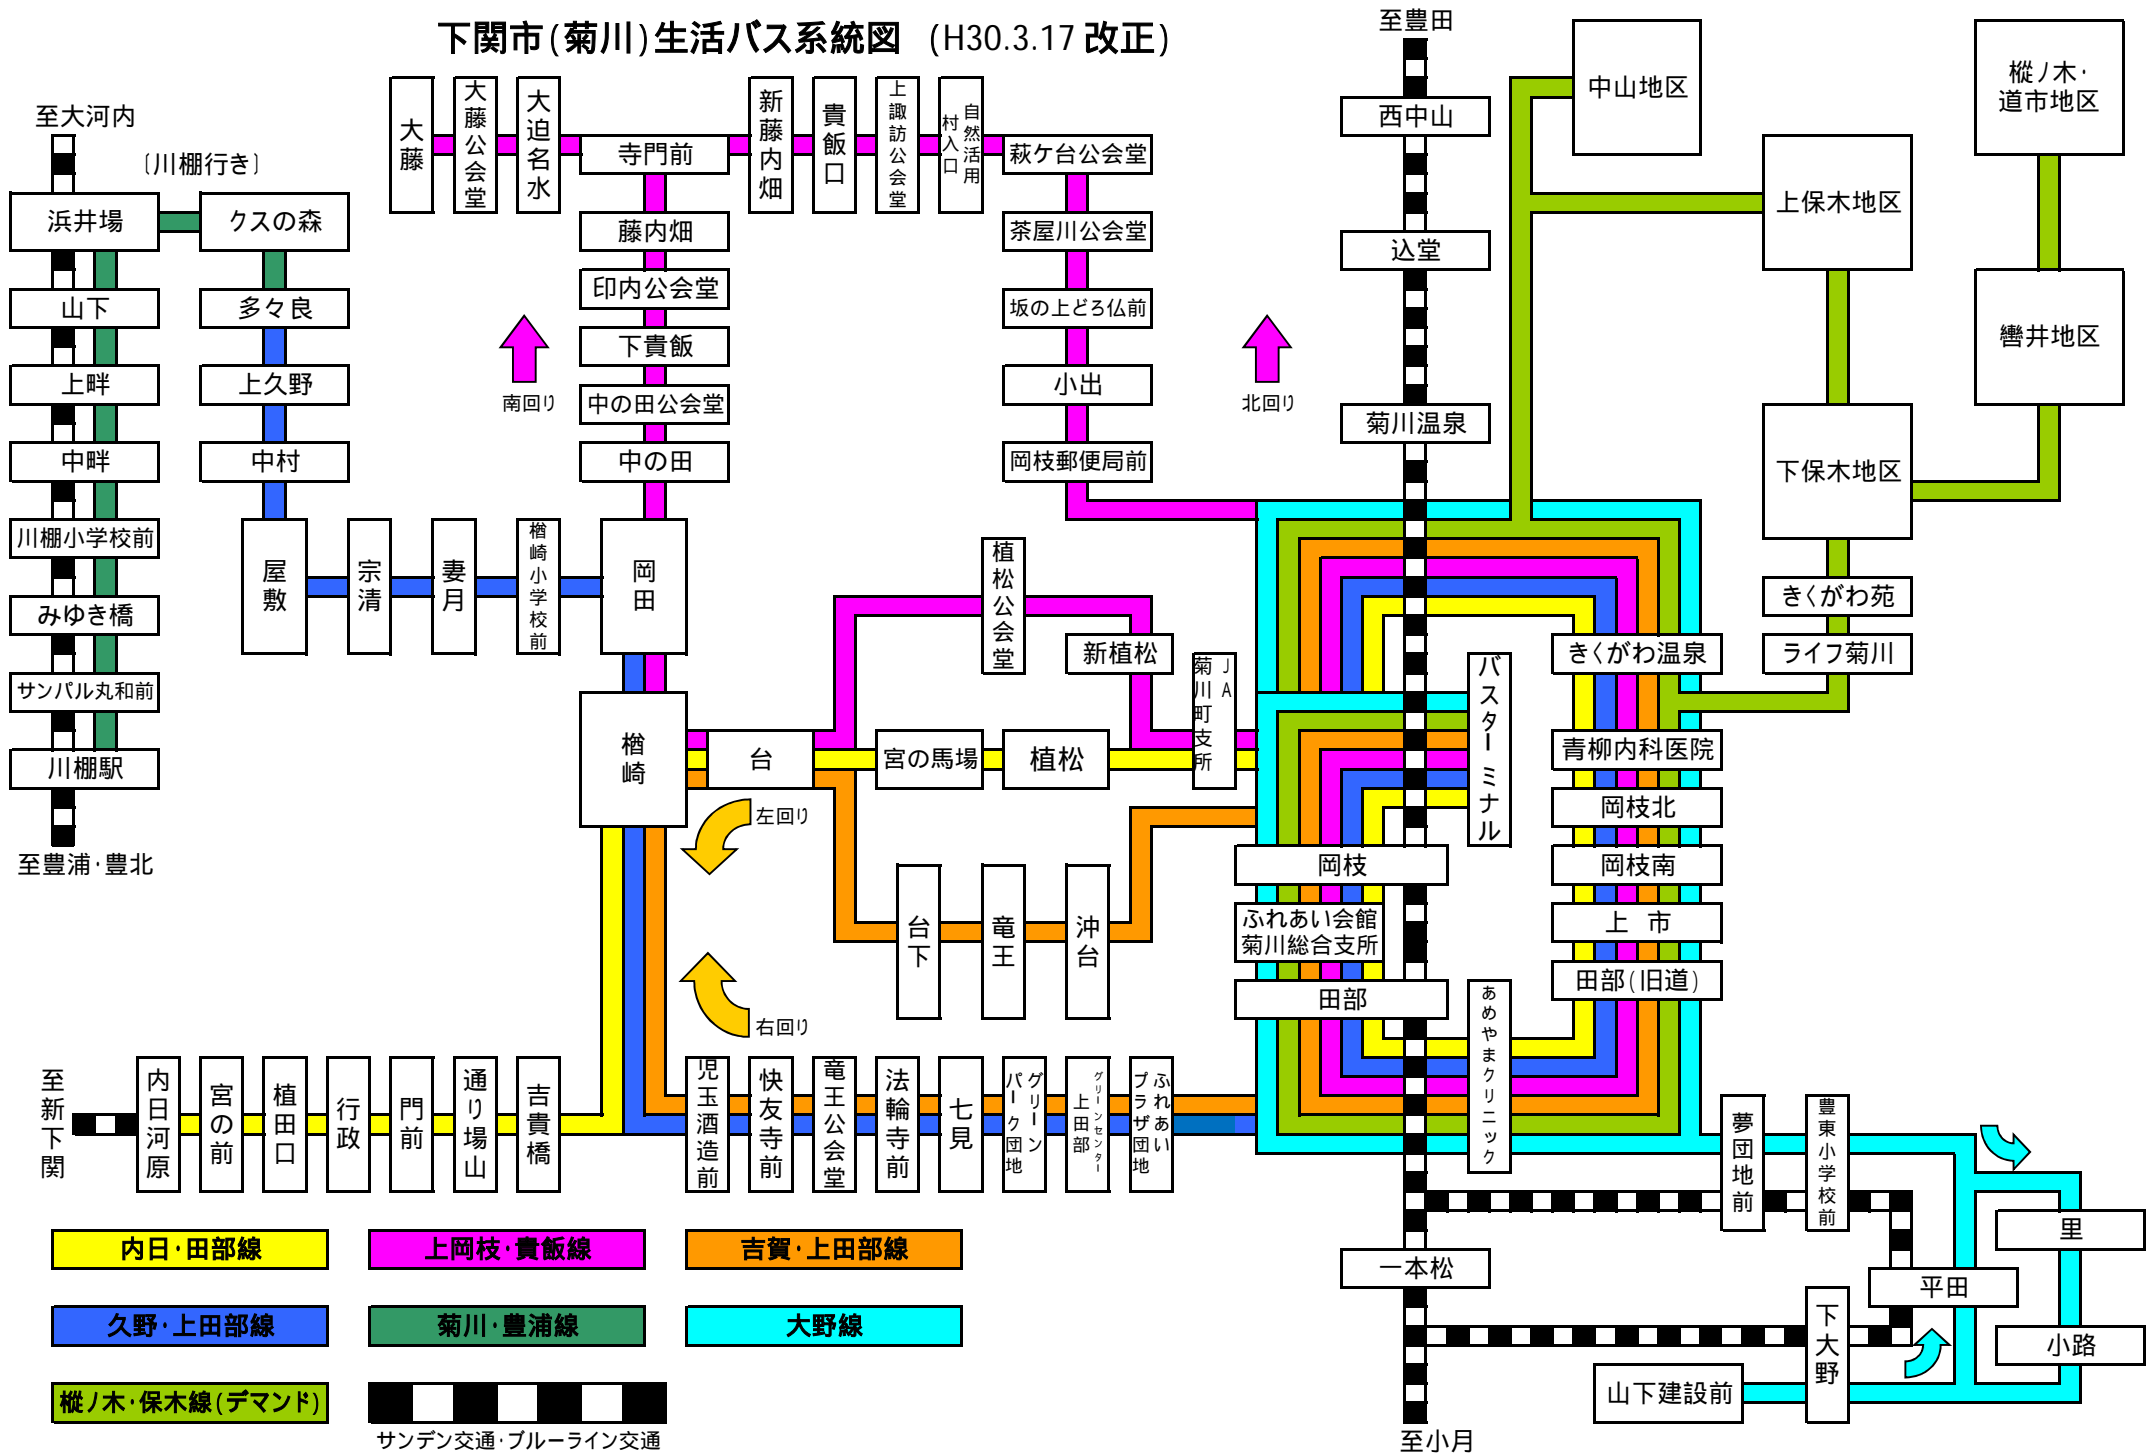 下関市(菊川)生活バス系統図 (H30.3.17 改正)
至大河内
(川棚行き)
浜井場
クスの森
山下
多々良
上畔
上久野
中畔
中村
川棚小学校前
みゆき橋
サンパル丸和前
川棚駅
至豊浦・豊北
屋敷
宗清
妻月
楢崎小学校前
岡田
楢崎
大藤
大藤公会堂
大迫名水
寺門前
新藤内畑
貴飯口
上諏訪公会堂
自然活用
村入口
萩ケ台公会堂
藤内畑
印内公会堂
下貴飯
中の田公会堂
中の田
南回り
茶屋川公会堂
坂の上どろ仏前
小出
岡枝郵便局前
北回り
至豊田
西中山
込堂
菊川温泉
中山地区
上保木地区
樅ノ木・
道市地区
轡井地区
下保木地区
きくがわ苑
ライフ菊川
植松公会堂
新植松
JA
菊川町支所
台
宮の馬場
植松
左回り
右回り
台下
竜王
沖台
バスターミナル
きくがわ温泉
青柳内科医院
岡枝北
岡枝南
上 市
田部(旧道)
岡枝
ふれあい会館
菊川総合支所
田部
あめやまクリニック
至新下関
内日河原
宮の前
植田口
行政
門前
通り場山
吉貴橋
児玉酒造前
快友寺前
竜王公会堂
法輪寺前
七見
グリーン
パーク団地
グリーンセンター
上田部
ふれあい
プラザ団地
夢団地前
豊東小学校前
里
平田
小路
下大野
山下建設前
一本松
至小月
内日・田部線
上岡枝・貴飯線
吉賀・上田部線
久野・上田部線
菊川・豊浦線
大野線
樅ノ木・保木線(デマンド)
サンデン交通・ブルーライン交通